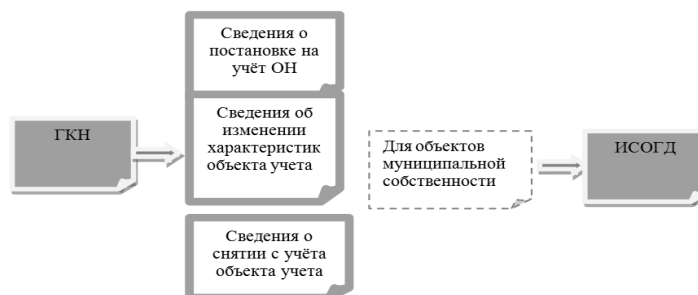 Сведения о
постановке на
учёт ОН
ГКН
Сведения об
изменении
характеристик
объекта учета
Для объектов
муниципальной
собственности
ИСОГД
Сведения о
снятии с учёта
объекта учета